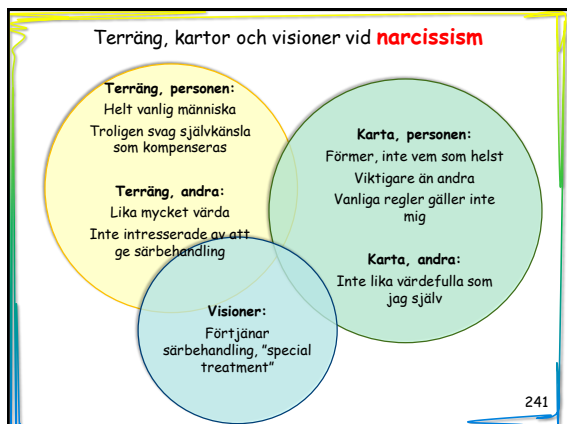 Terräng, kartor och visioner vid narcissism
Terräng, personen:
Helt vanlig människa
Troligen svag självkänsla
som kompenseras
Terräng, andra:
Lika mycket värda
Inte intresserade av att
ge särbehandling
Karta, personen:
Förmer, inte vem som helst
Viktigare än andra
Vanliga regler gäller inte
mig
Karta, andra:
Inte lika värdefulla som
jag själv
Visioner:
Förtjänar
särbehandling, ”special
treatment”
241